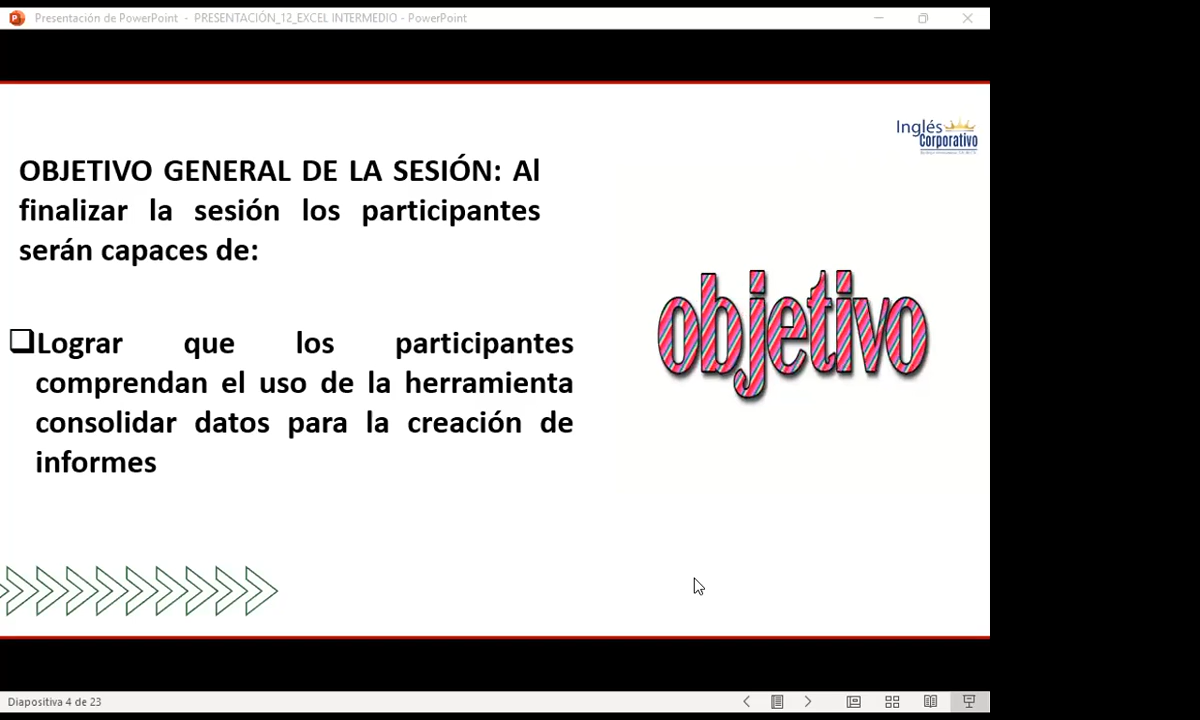 Presentación de PowerPoint - PRESENTACIÓN_12_EXCEL INTERMEDIO - PowerPoint
Inglés
Corporativo
OBJETIVO GENERAL DE LA SESIÓN: Al
finalizar la sesión los participantes
serán capaces de:
objetivo
Lograr que los participantes
comprendan el uso de la herramienta
consolidar datos para la creación de
informes
Diapositiva 4 de 23